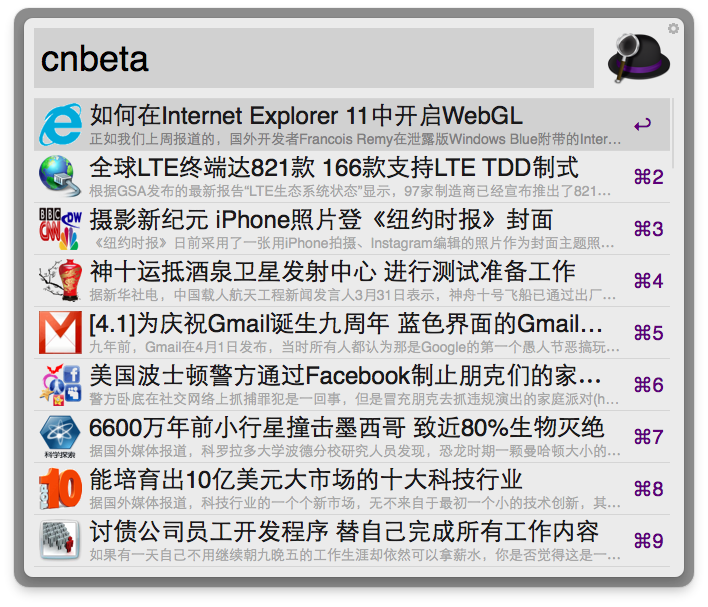 cnbeta
如何在Internet Explorer 11中开启WebGL
正如我们上周报道的，国外开发者Francois Remy在泄露版Windows Blue附带的Inter…
↩
全球LTE终端达821款 166款支持LTE TDD制式
根据GSA发布的最新报告“LTE生态系统状态”显示，97家制造商已经宣布推出了821…
⌘2
BBC
CNN
CW
摄影新纪元 iPhone照片登《纽约时报》封面
《纽约时报》日前采用了一张用iPhone拍摄、Instagram编辑的照片作为封面主题照…
⌘3
神十运抵酒泉卫星发射中心 进行测试准备工作
据新华社电，中国载人航天工程新闻发言人3月31日表示，神舟十号飞船已通过出厂…
⌘4
[4.1]为庆祝Gmail诞生九周年 蓝色界面的Gmail…
九年前，Gmail在4月1日发布，当时所有人都认为那是Google的第一个愚人节恶搞玩…
⌘5
美国波士顿警方通过Facebook制止朋克们的家…
警方卧底在社交网络上抓捕罪犯是一回事，但是冒充朋克去抓违规演出的家庭派对(h…
⌘6
科学探索
6600万年前小行星撞击墨西哥 致近80%生物灭绝
据国外媒体报道，科罗拉多大学波德分校研究人员发现，恐龙时期一颗曼哈顿大小的…
⌘7
10
能培育出10亿美元大市场的十大科技行业
据国外媒体报道，科技行业的一个个新市场，无不来自于最初一个小的技术创新，其…
⌘8
讨债公司员工开发程序 替自己完成所有工作内容
如果有一天自己不用继续朝九晚五的工作生涯却依然可以拿薪水，你是否觉得这是一…
⌘9